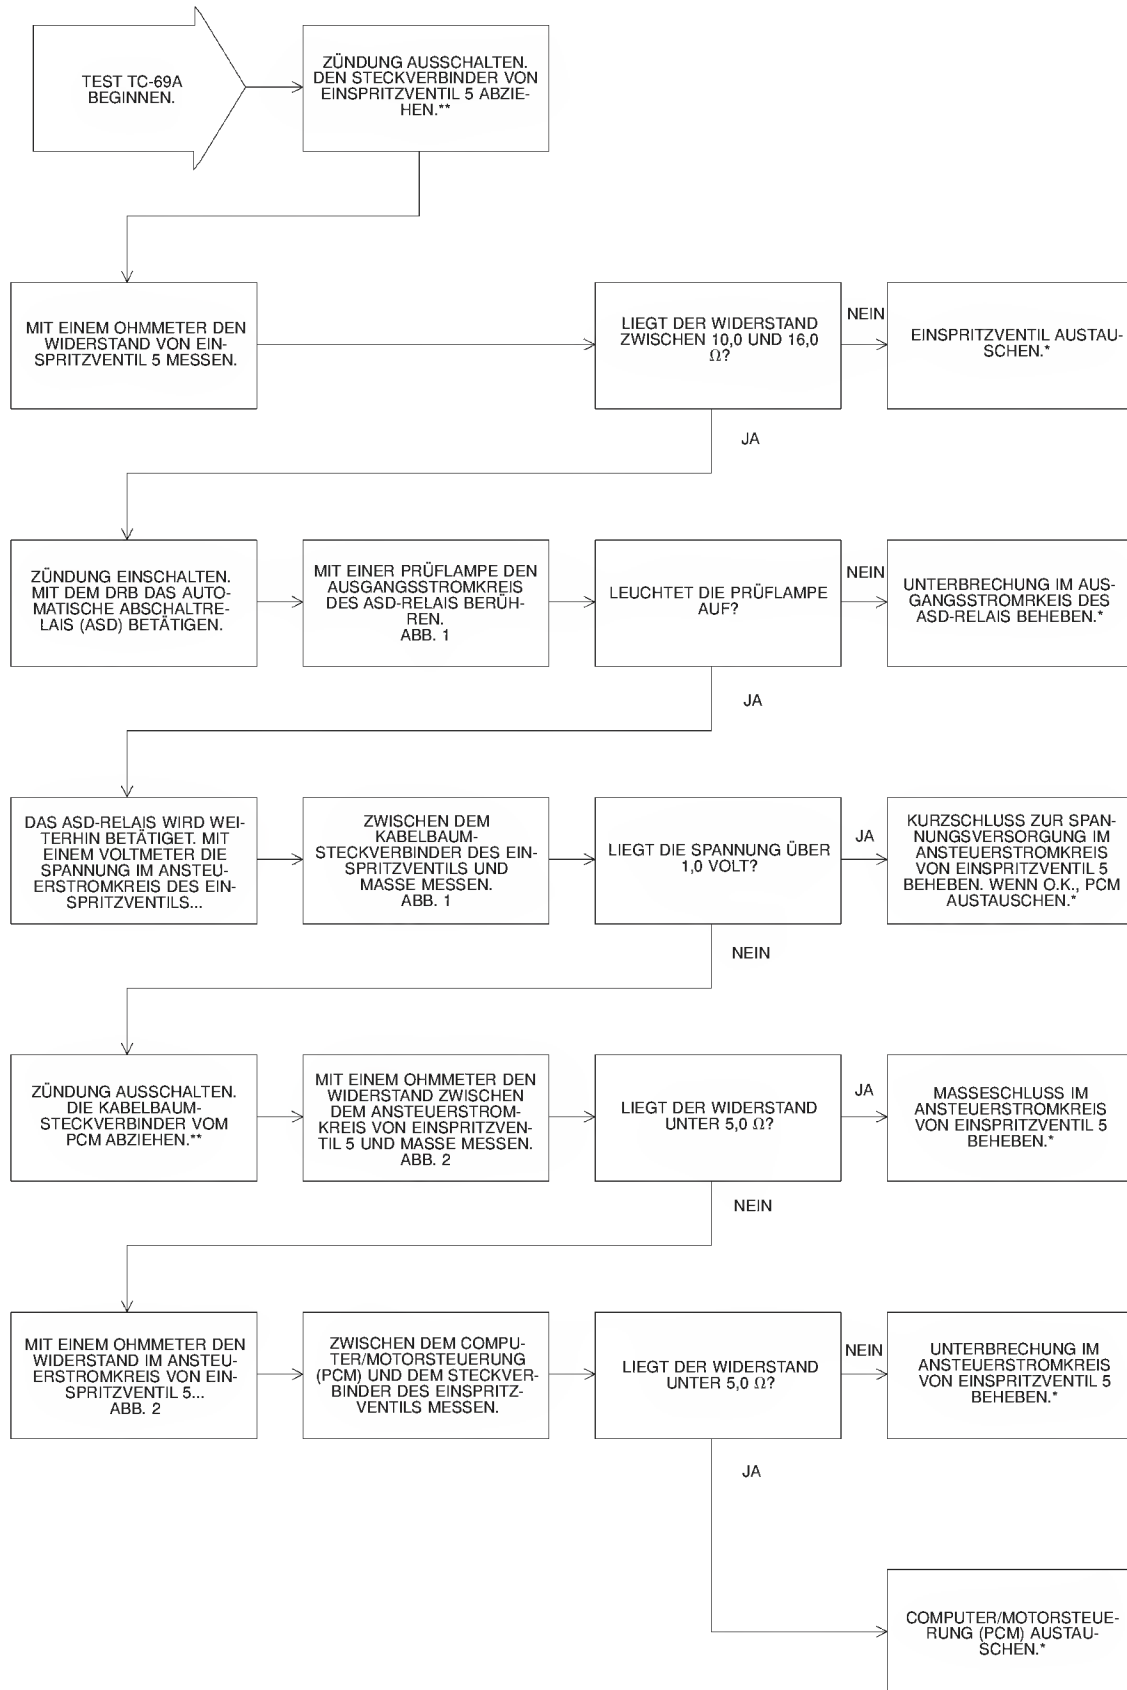 TEST TC-69A
BEGINNEN.
ZÜNDUNG AUSSCHALTEN.
DEN STECKVERBINDER VON
EINSPRITZVENTIL 5 ABZIE-
HEN.**
MIT EINEM OHMMETER DEN
WIDERSTAND VON EIN-
SPRITZVENTIL 5 MESSEN.
LIEGT DER WIDERSTAND
ZWISCHEN 10,0 UND 16,0
Ω?
NEIN
EINSPRITZVENTIL AUSTAU-
SCHEN.*
JA
ZÜNDUNG EINSCHALTEN.
MIT DEM DRB DAS AUTO-
MATISCHE ABSCHALTRE-
LAIS (ASD) BETÄTIGEN.
MIT EINER PRÜFLAMPE DEN
AUSGANGSSTROMKREIS
DES ASD-RELAIS BERÜH-
REN.
ABB. 1
LEUCHTET DIE PRÜFLAMPE
AUF?
NEIN
UNTERBRECHUNG IM AUS-
GANGSSTROMRKEIS DES
ASD-RELAIS BEHEBEN.*
JA
DAS ASD-RELAIS WIRD WEI-
TERHIN BETÄTIGET. MIT
EINEM VOLTMETER DIE
SPANNUNG IM ANSTEU-
ERSTROMKREIS DES EIN-
SPRITZVENTILS...
ZWISCHEN DEM
KABELBAUM-
STECKVERBINDER DES EIN-
SPRITZVENTILS UND
MASSE MESSEN.
ABB. 1
LIEGT DIE SPANNUNG ÜBER
1,0 VOLT?
JA
KURZSCHLUSS ZUR SPAN-
NUNGSVERSORGUNG IM
ANSTEUERSTROMKREIS
VON EINSPRITZVENTIL 5
BEHEBEN. WENN O.K., PCM
AUSTAUSCHEN.*
NEIN
ZÜNDUNG AUSSCHALTEN.
DIE KABELBAUM-
STECKVERBINDER VOM
PCM ABZIEHEN.**
MIT EINEM OHMMETER DEN
WIDERSTAND ZWISCHEN
DEM ANSTEUERSTROM-
KREIS VON EINSPRITZVEN-
TIL 5 UND MASSE MESSEN.
ABB. 2
LIEGT DER WIDERSTAND
UNTER 5,0 Ω?
JA
MASSESCHLUSS IM
ANSTEUERSTROMKREIS
VON EINSPRITZVENTIL 5
BEHEBEN.*
NEIN
MIT EINEM OHMMETER DEN
WIDERSTAND IM ANSTEU-
ERSTROMKREIS VON EIN-
SPRITZVENTIL 5...
ABB. 2
ZWISCHEN DEM COMPU-
TER/MOTORSTEUERUNG
(PCM) UND DEM STECKVER-
BINDER DES EINSPRITZ-
VENTILS MESSEN.
LIEGT DER WIDERSTAND
UNTER 5,0 Ω?
NEIN
UNTERBRECHUNG IM
ANSTEUERSTROMKREIS
VON EINSPRITZVENTIL 5
BEHEBEN.*
JA
COMPUTER/MOTORSTEUE-
RUNG (PCM) AUSTAU-
SCHEN.*